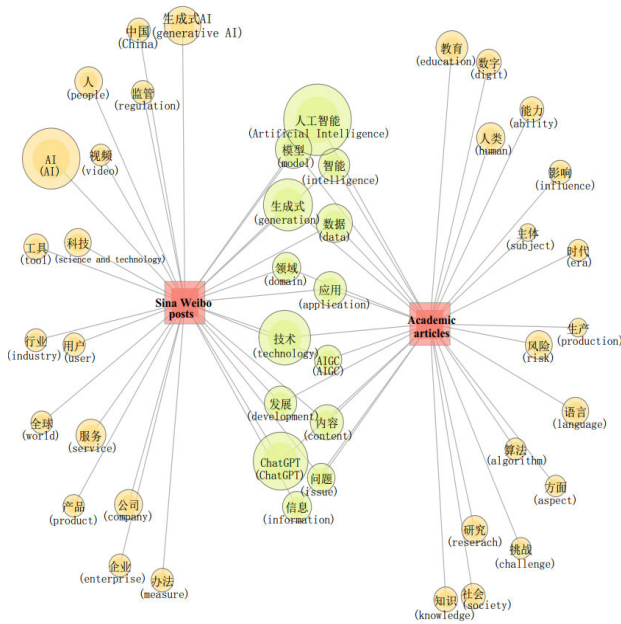 生成式AI
(generative AI)
中国
(China)
人
(people)
监管
(regulation)
AI
(AI)
视频
(video)
工具
(tool)
科技
(science and technology)
Sina Weibo
posts
行业
(industry)
用户
(user)
全球
(world)
服务
(service)
产品
(product)
公司
(company)
企业
(enterprise)
办法
(measure)
人工智能
(Artificial Intelligence)
模型
(model)
智能
(intelligence)
生成式
(generation)
数据
(data)
领域
(domain)
应用
(application)
技术
(technology)
AIGC
(AIGC)
发展
(development)
内容
(content)
ChatGPT
(ChatGPT)
问题
(issue)
信息
(information)
教育
(education)
数字
(digit)
能力
(ability)
人类
(human)
影响
(influence)
主体
(subject)
时代
(era)
Academic
articles
生产
(production)
风险
(risk)
语言
(language)
算法
(algorithm)
方面
(aspect)
研究
(reserach)
挑战
(challenge)
知识
(knowledge)
社会
(society)